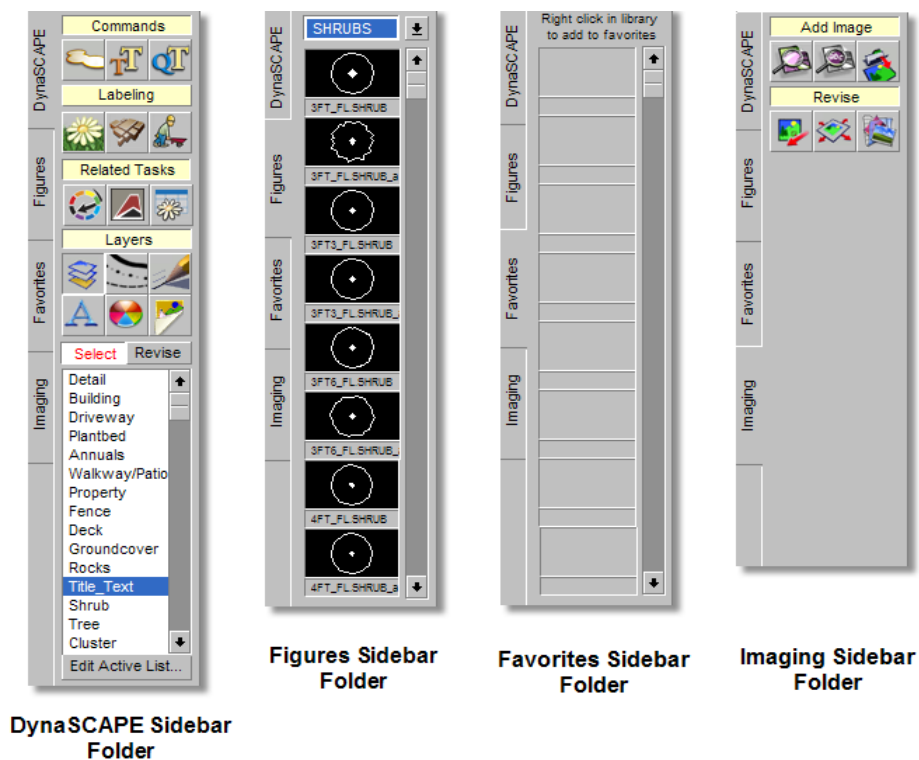 DynaSCAPE
Figures
Favorites
Imaging
Commands
Labeling
Related Tasks
Layers
Select Revise
Detail
Building
Driveway
Plantbed
Annuals
Walkway/Patio
Property
Fence
Deck
Groundcover
Rocks
Title_Text
Shrub
Tree
Cluster
Edit Active List...
DynaSCAPE Sidebar
Folder
DynaSCAPE
Figures
Favorites
Imaging
SHRUBS
3FT_FL.SHRUB
3FT_FL.SHRUB_a
3FT3_FL.SHRUB
3FT3_FL.SHRUB_
3FT6_FL.SHRUB
3FT6_FL.SHRUB_
4FT_FL.SHRUB
4FT_FL.SHRUB_a
Figures Sidebar
Folder
DynaSCAPE
Figures
Favorites
Imaging
Right click in library
to add to favorites
Favorites Sidebar
Folder
DynaSCAPE
Figures
Favorites
Imaging
Add Image
Revise
Imaging Sidebar
Folder